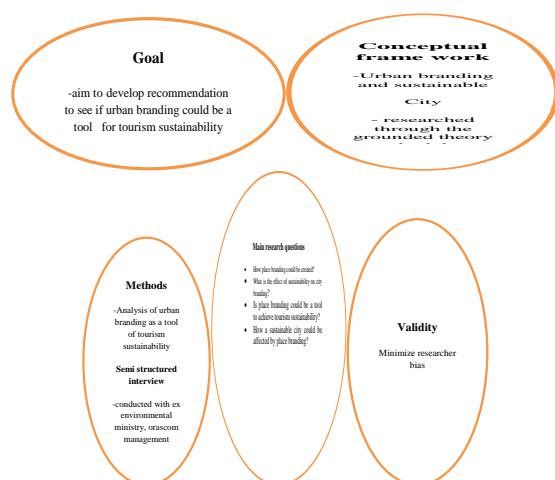 Goal
-aim to develop recommendation
to see if urban branding could be a
tool for tourism sustainability
Conceptual
frame work
-Urban branding
and sustainable
City
- researched
through the
grounded theory
Main research questions
• How place branding could be created?
• What is the effect of sustainability on city
branding?
• Is place branding could be a tool
to achieve tourism sustainability?
• How a sustainable city could be
affected by place branding?
Methods
-Analysis of urban
branding as a tool
of tourism
sustainability
Semi structured
interview
-conducted with ex
environmental
ministry, orascom
management
Validity
Minimize researcher
bias